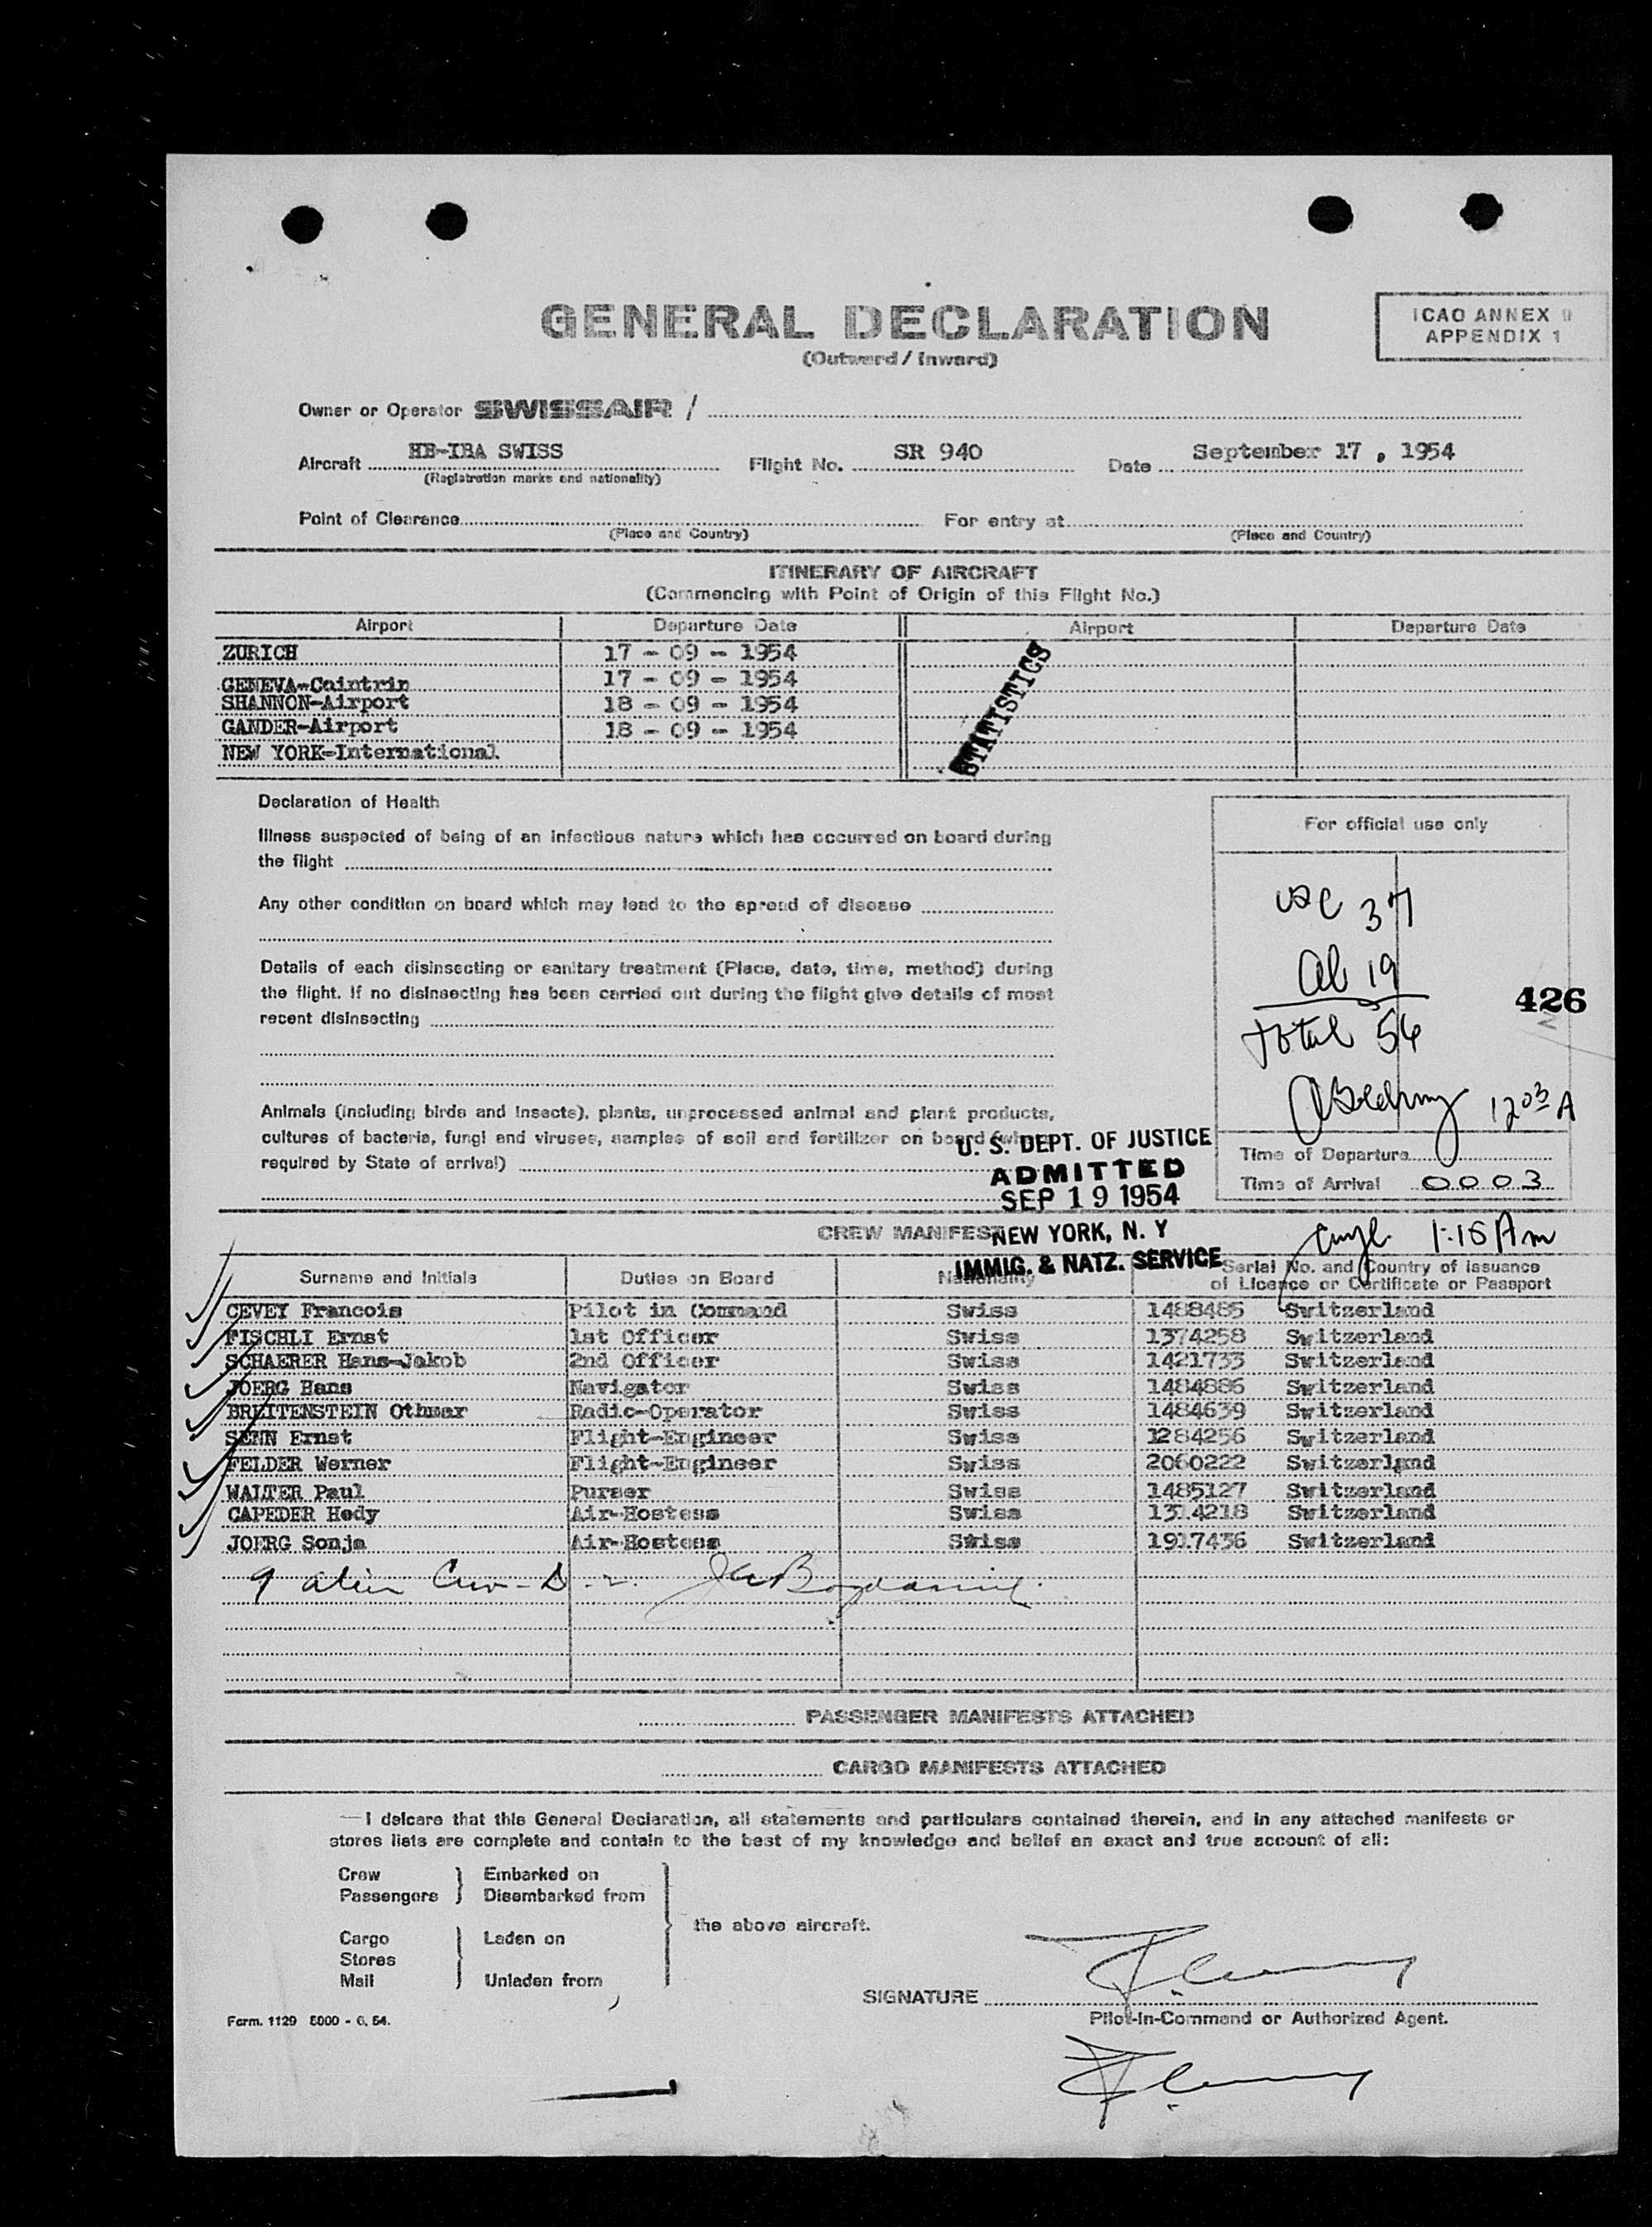 GENERAL DECLARATION
(Outward / Inward)
ICAO ANNEX 9
APPENDIX 1
Owner or Operator SWISSAIR /
Aircraft HB-IBA SWISS Flight No. SR 940 Date September 17, 1954
(Registration marks and nationality)
Point of Clearance For entry at
(Place and Country) (Place and Country)
ITINERARY OF AIRCRAFT
(Commencing with Point of Origin of this Flight No.)
Airport Departure Date Airport Departure Date
ZURICH 17 - 09 - 1954
GENEVA-Cointrin 17 - 09 - 1954
SHANNON-Airport 18 - 09 - 1954
GANDER-Airport 18 - 09 - 1954
NEW YORK-International
STATISTICS
Declaration of Health
Illness suspected of being of an infectious nature which has occurred on board during
the flight
Any other condition on board which may lead to the spread of disease
Details of each disinsecting or sanitary treatment (Place, date, time, method) during
the flight. If no disinsecting has been carried out during the flight give details of most
recent disinsecting
Animals (including birds and insects), plants, unprocessed animal and plant products,
cultures of bacteria, fungi and viruses, samples of soil and fertilizer on board (when
required by State of arrival)
For official use only
USC 37
Al 19
Total 56
426
1203 A
Time of Departure
Time of Arrival 0003
U. S. DEPT. OF JUSTICE
ADMITTED
SEP 19 1954
NEW YORK, N. Y
IMMIG. & NATZ. SERVICE
CREW MANIFEST
1:15 Am
Surname and Initials Duties on Board Nationality Serial No. and Country of issuance
of Licence or Certificate or Passport
CEVEY Francois Pilot in Command Swiss 1488485 Switzerland
FISCHLI Ernst 1st Officer Swiss 1374258 Switzerland
SCHAERER Hans-Jakob 2nd Officer Swiss 1421733 Switzerland
JOERG Hans Navigator Swiss 1484886 Switzerland
BREITENSTEIN Othmar Radio-Operator Swiss 1484639 Switzerland
SENN Ernst Flight-Engineer Swiss 1284256 Switzerland
FELDER Werner Flight-Engineer Swiss 2060222 Switzerland
WALTER Paul Purser Swiss 1485127 Switzerland
CAPEDER Hedy Air-Hostess Swiss 1314218 Switzerland
JOERG Sonja Air-Hostess Swiss 1917436 Switzerland
9 alien Crew - D
PASSENGER MANIFESTS ATTACHED
CARGO MANIFESTS ATTACHED
I delcare that this General Declaration, all statements and particulars contained therein, and in any attached manifests or
stores lists are complete and contain to the best of my knowledge and belief an exact and true account of all:
Crew Embarked on
Passengers Disembarked from
the above aircraft.
Cargo Laden on
Stores
Mail Unladen from
SIGNATURE
Pilot-in-Command or Authorized Agent.
Form. 1129 5000 - 6. 54.